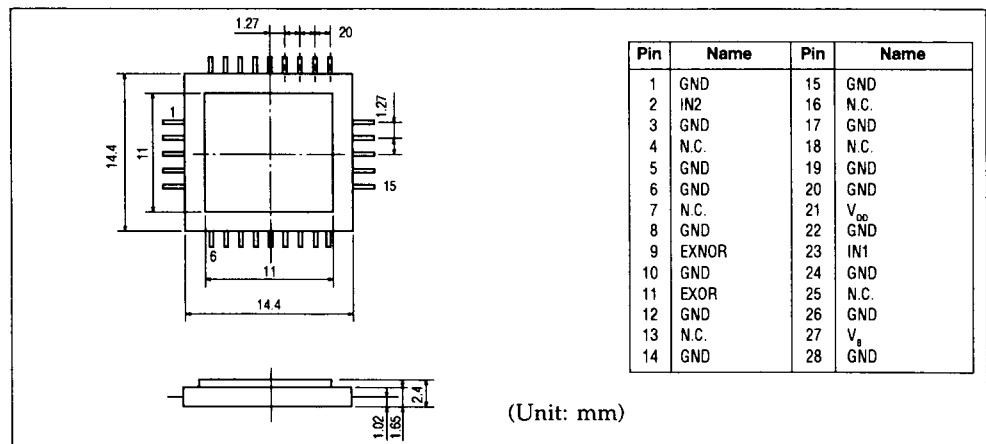 1.27
20
1
1.27
14.4
11
15
6
11
14.4
1.02
1.65
2.4
(Unit: mm)
Pin Name Pin Name
1 GND 15 GND
2 IN2 16 N.C.
3 GND 17 GND
4 N.C. 18 N.C.
5 GND 19 GND
6 GND 20 GND
7 N.C. 21 V_DD
8 GND 22 GND
9 EXNOR 23 IN1
10 GND 24 GND
11 EXOR 25 N.C.
12 GND 26 GND
13 N.C. 27 V_B
14 GND 28 GND